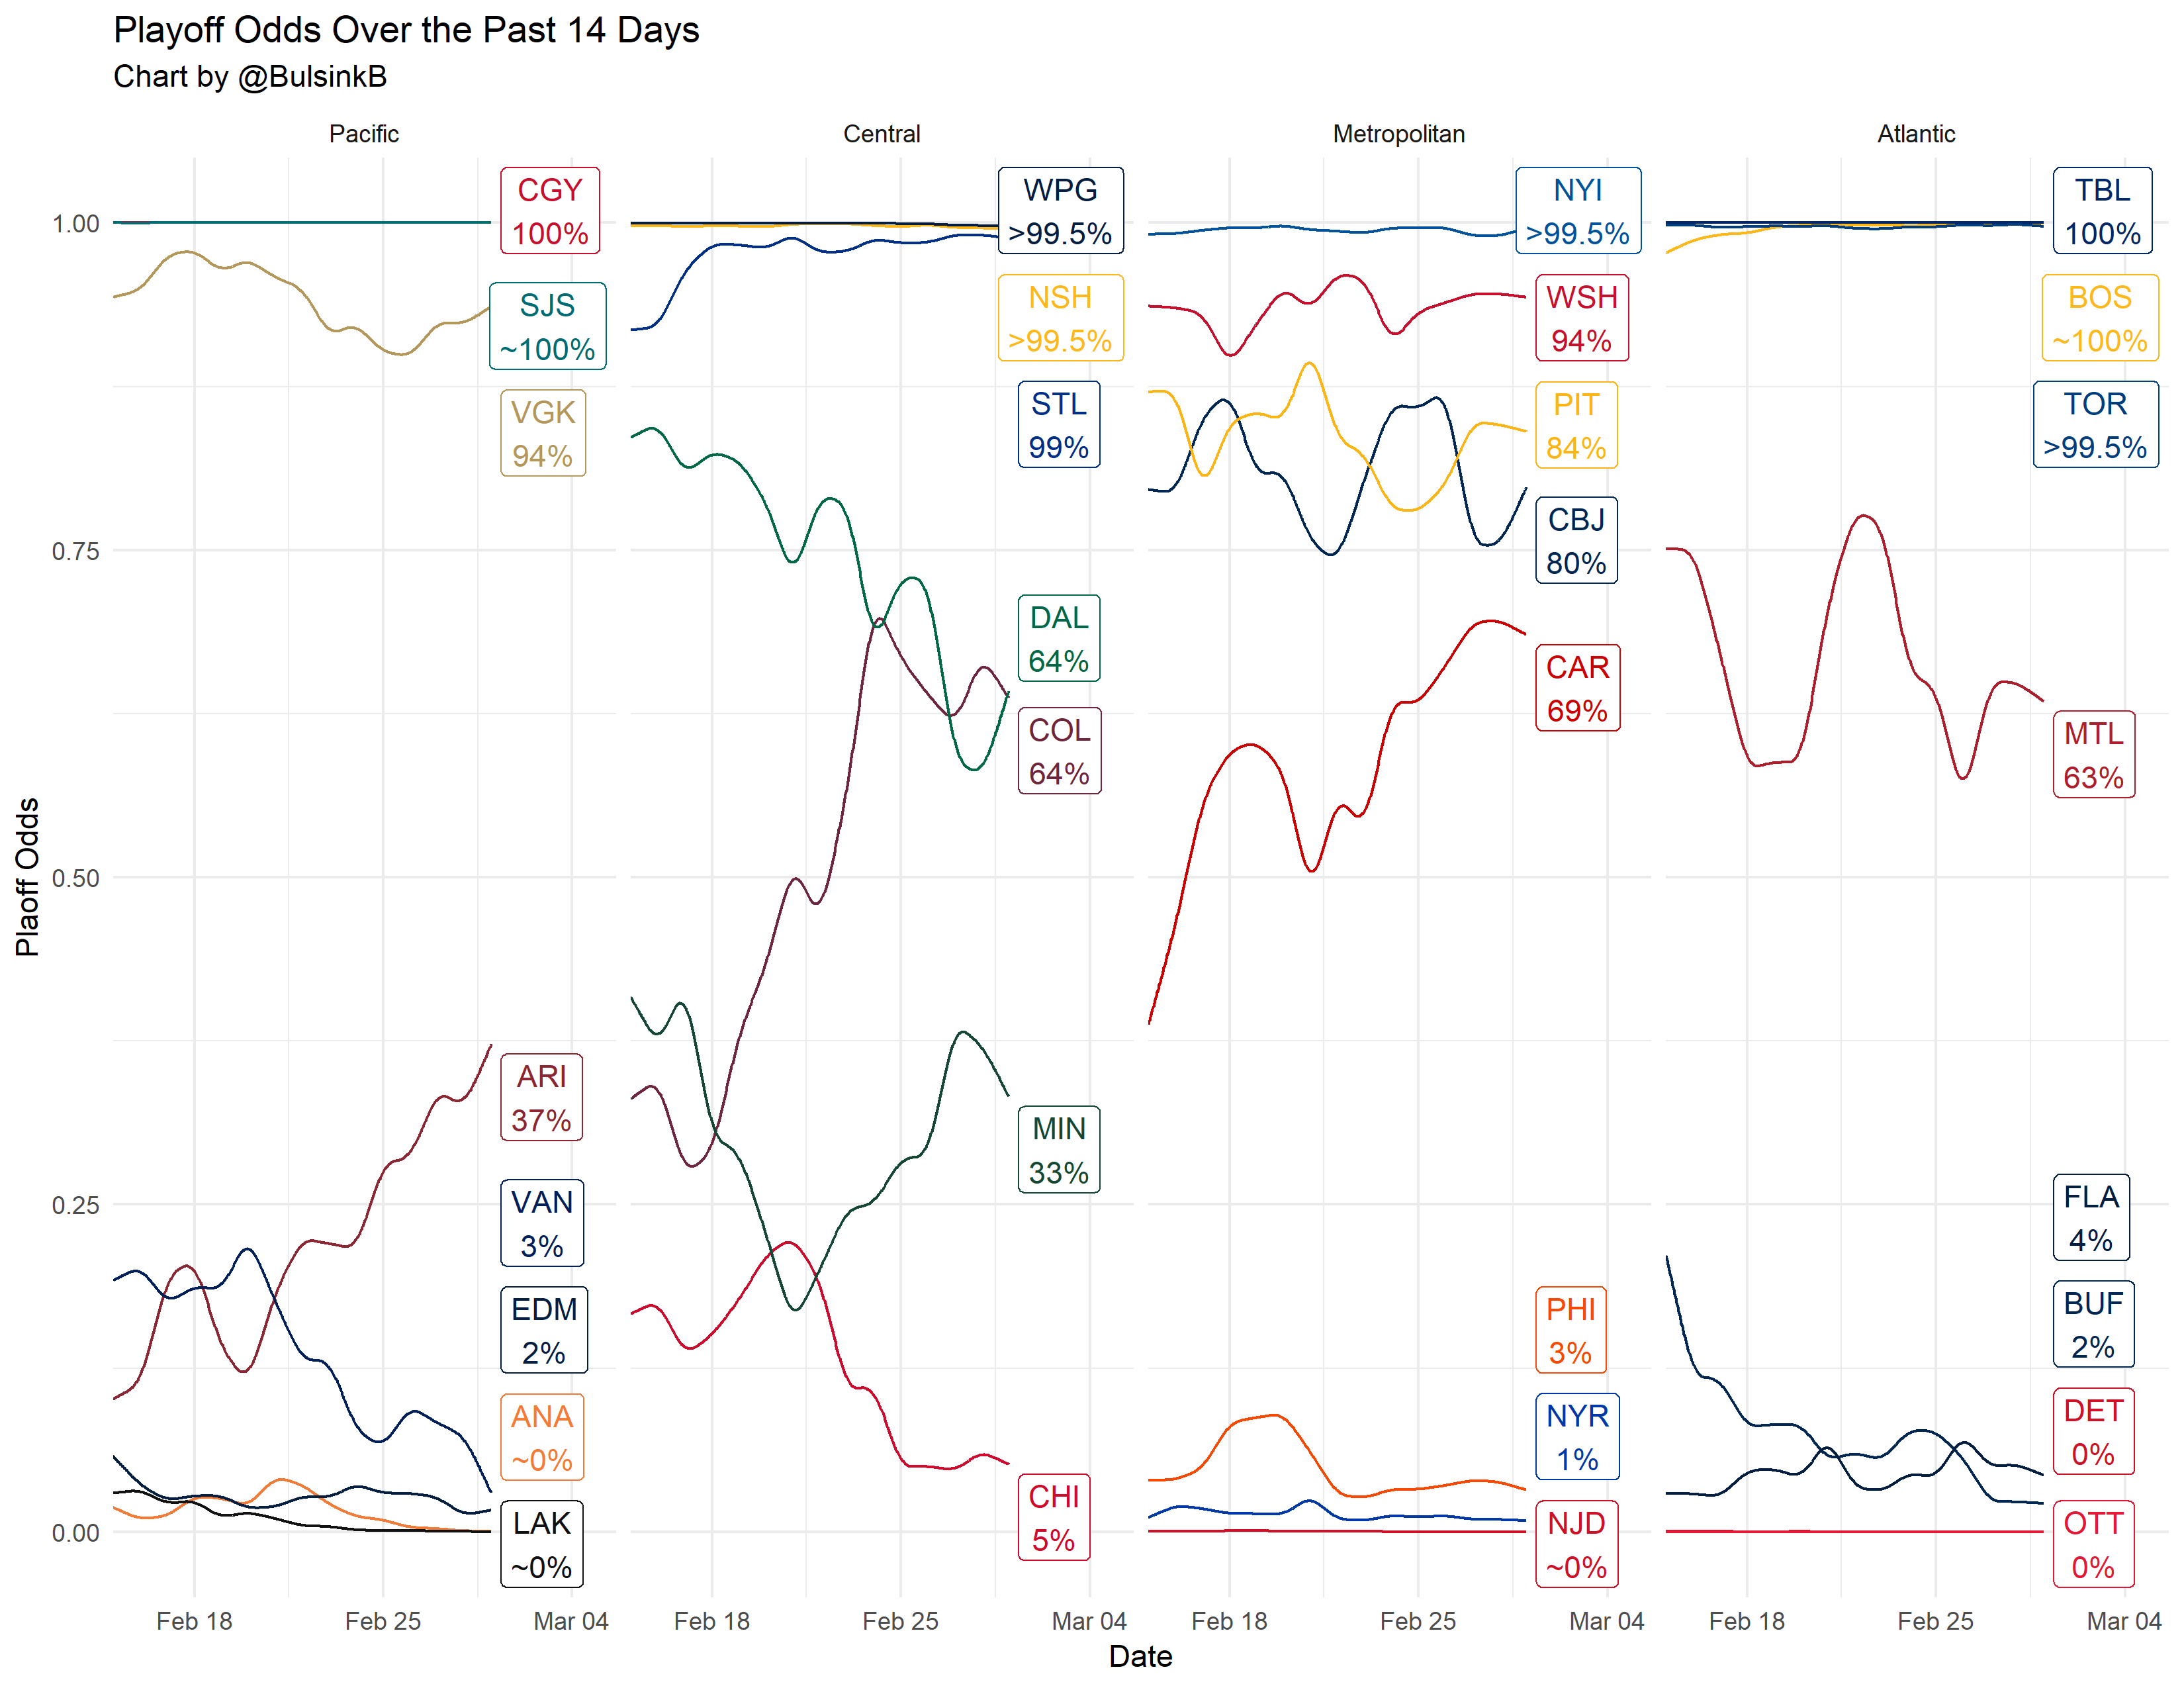 Playoff Odds Over the Past 14 Days
Chart by @BulsinkB
Pacific
Central
Metropolitan
Atlantic
Plaoff Odds
1.00
0.75
0.50
0.25
0.00
CGY
100%
SJS
~100%
VGK
94%
ARI
37%
VAN
3%
EDM
2%
ANA
~0%
LAK
~0%
WPG
>99.5%
NSH
>99.5%
STL
99%
DAL
64%
COL
64%
MIN
33%
CHI
5%
NYI
>99.5%
WSH
94%
PIT
84%
CBJ
80%
CAR
69%
PHI
3%
NYR
1%
NJD
~0%
TBL
100%
BOS
~100%
TOR
>99.5%
MTL
63%
FLA
4%
BUF
2%
DET
0%
OTT
0%
Feb 18 Feb 25 Mar 04
Feb 18 Feb 25 Mar 04
Feb 18 Feb 25 Mar 04
Feb 18 Feb 25 Mar 04
Date